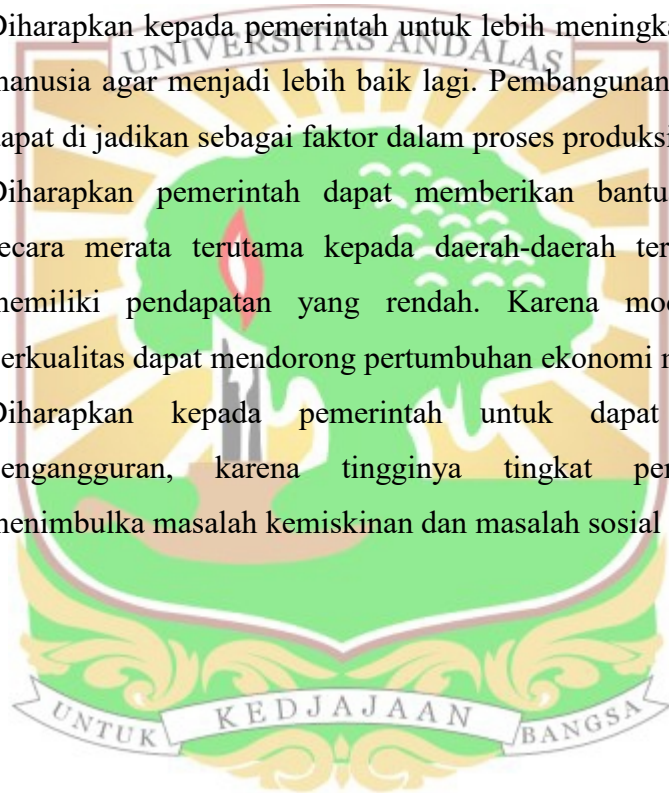 Diharapkan kepada pemerintah untuk lebih meningka
UNIVERSITAS ANDALAS
manusia agar menjadi lebih baik lagi. Pembangunan
dapat di jadikan sebagai faktor dalam proses produksi
Diharapkan pemerintah dapat memberikan bantu
secara merata terutama kepada daerah-daerah ter
memiliki pendapatan yang rendah. Karena mo
berkualitas dapat mendorong pertumbuhan ekonomi
Diharapkan kepada pemerintah untuk dapat
pengangguran, karena tingginya tingkat pe
menimbulka masalah kemiskinan dan masalah sosial
UNTUK KEDJAJAAN BANGSA